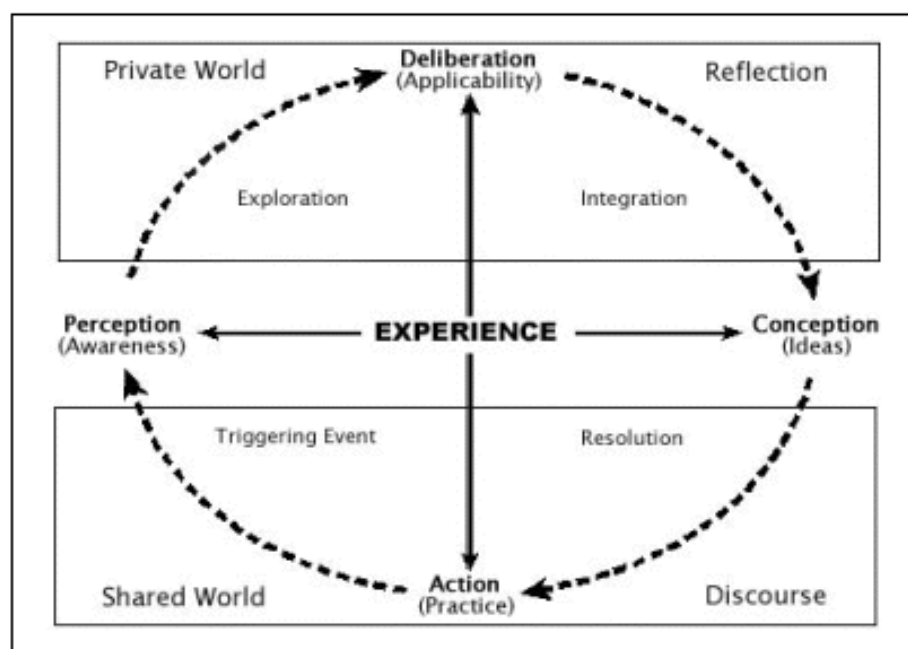 Private World
Deliberation
(Applicability)
Reflection
Exploration
Integration
Perception
(Awareness)
EXPERIENCE
Conception
(Ideas)
Triggering Event
Resolution
Shared World
Action
(Practice)
Discourse